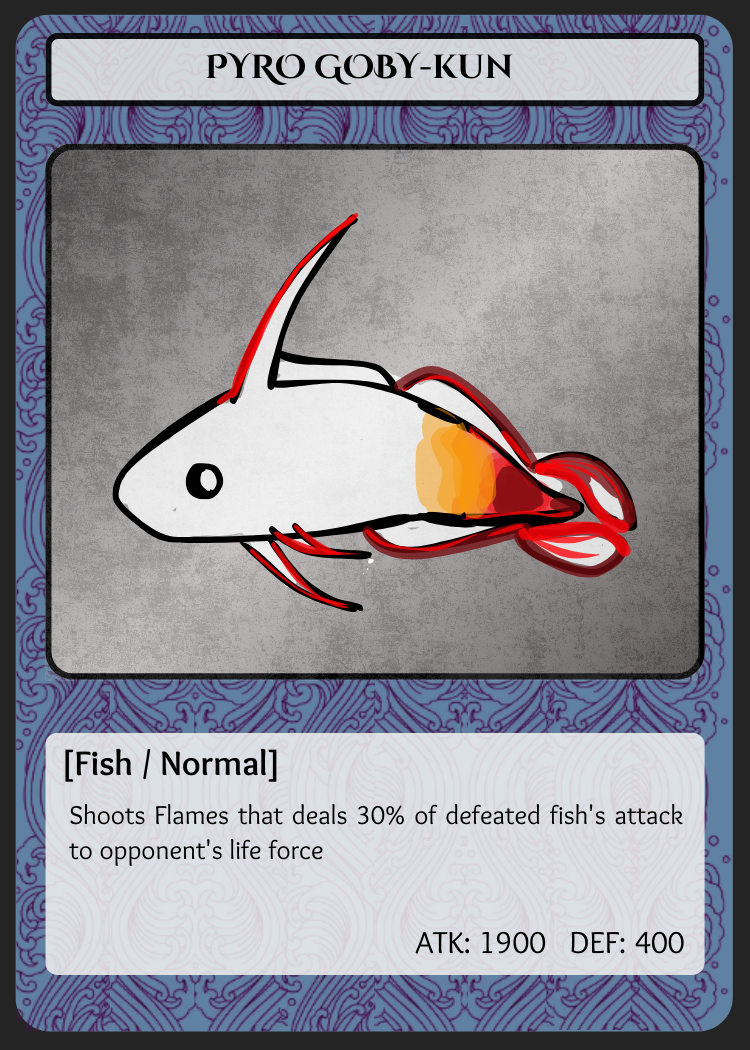 PYRO GOBY-KUN
[Fish / Normal]
Shoots Flames that deals 30% of defeated fish's attack
to opponent's life force
ATK: 1900 DEF: 400